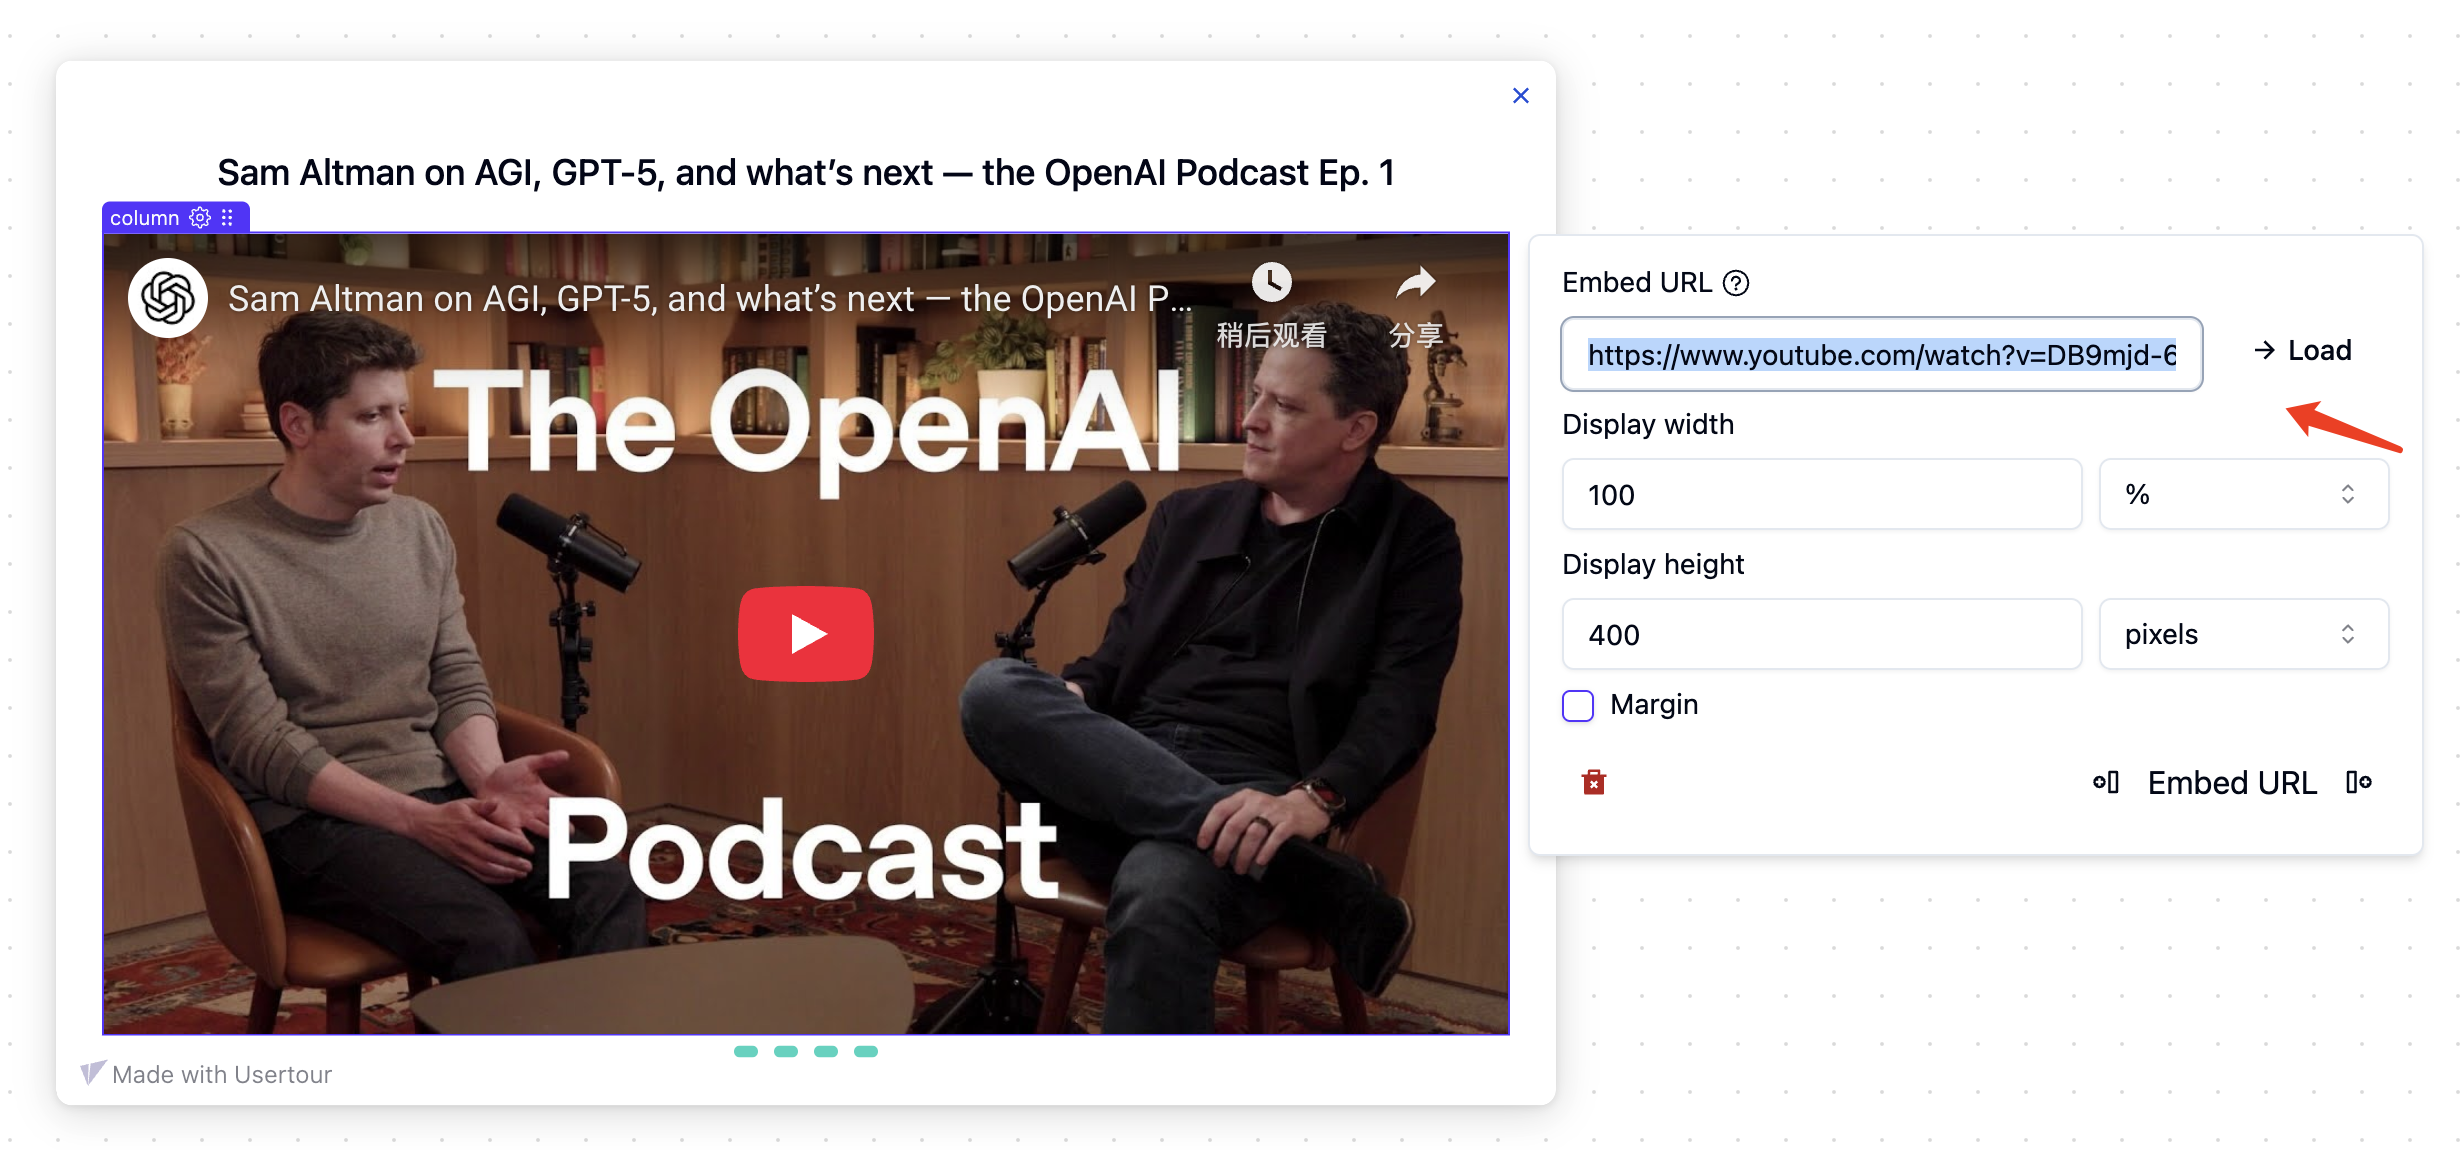 Sam Altman on AGI, GPT-5, and what’s next — the OpenAI Podcast Ep. 1
column
Sam Altman on AGI, GPT-5, and what’s next — the OpenAI P...
稍后观看
分享
The OpenAI
Podcast
Made with Usertour
Embed URL
https://www.youtube.com/watch?v=DB9mjd-6
Load
Display width
100
%
Display height
400
pixels
Margin
Embed URL